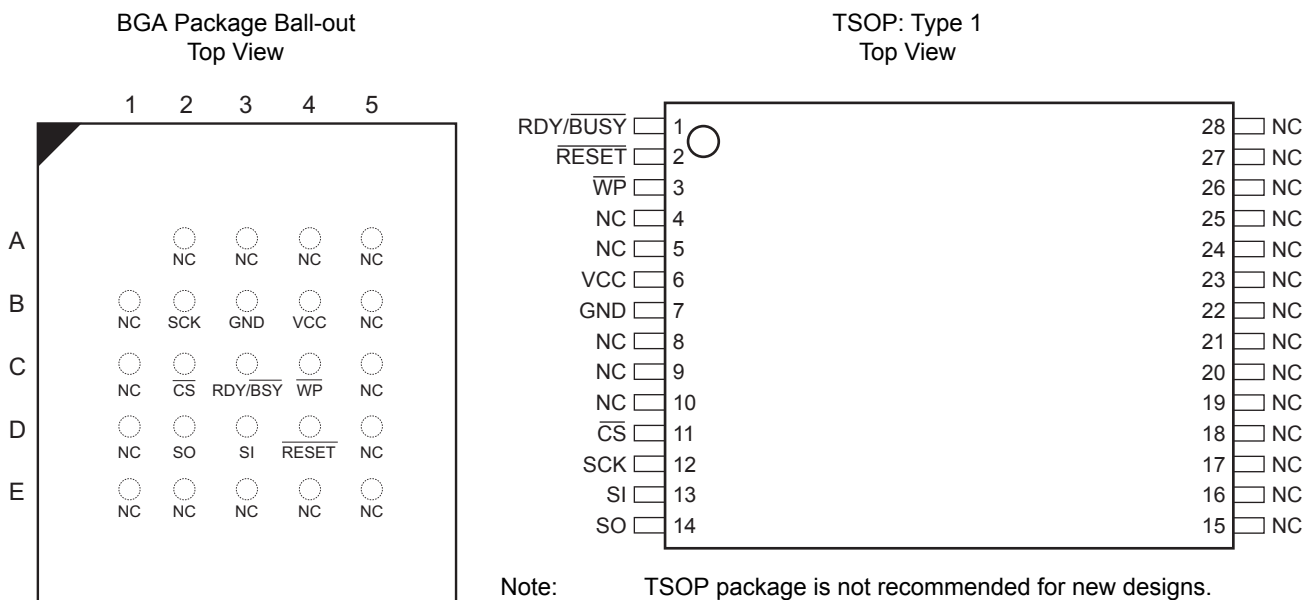 BGA Package Ball-out
Top View
1 2 3 4 5
A
NC NC NC NC
B
NC SCK GND VCC NC
C
NC CS RDY/BSY WP NC
D
NC SO SI RESET NC
E
NC NC NC NC NC
TSOP: Type 1
Top View
RDY/BUSY 1 28 NC
RESET 2 27 NC
WP 3 26 NC
NC 4 25 NC
NC 5 24 NC
VCC 6 23 NC
GND 7 22 NC
NC 8 21 NC
NC 9 20 NC
NC 10 19 NC
CS 11 18 NC
SCK 12 17 NC
SI 13 16 NC
SO 14 15 NC
Note: TSOP package is not recommended for new designs.